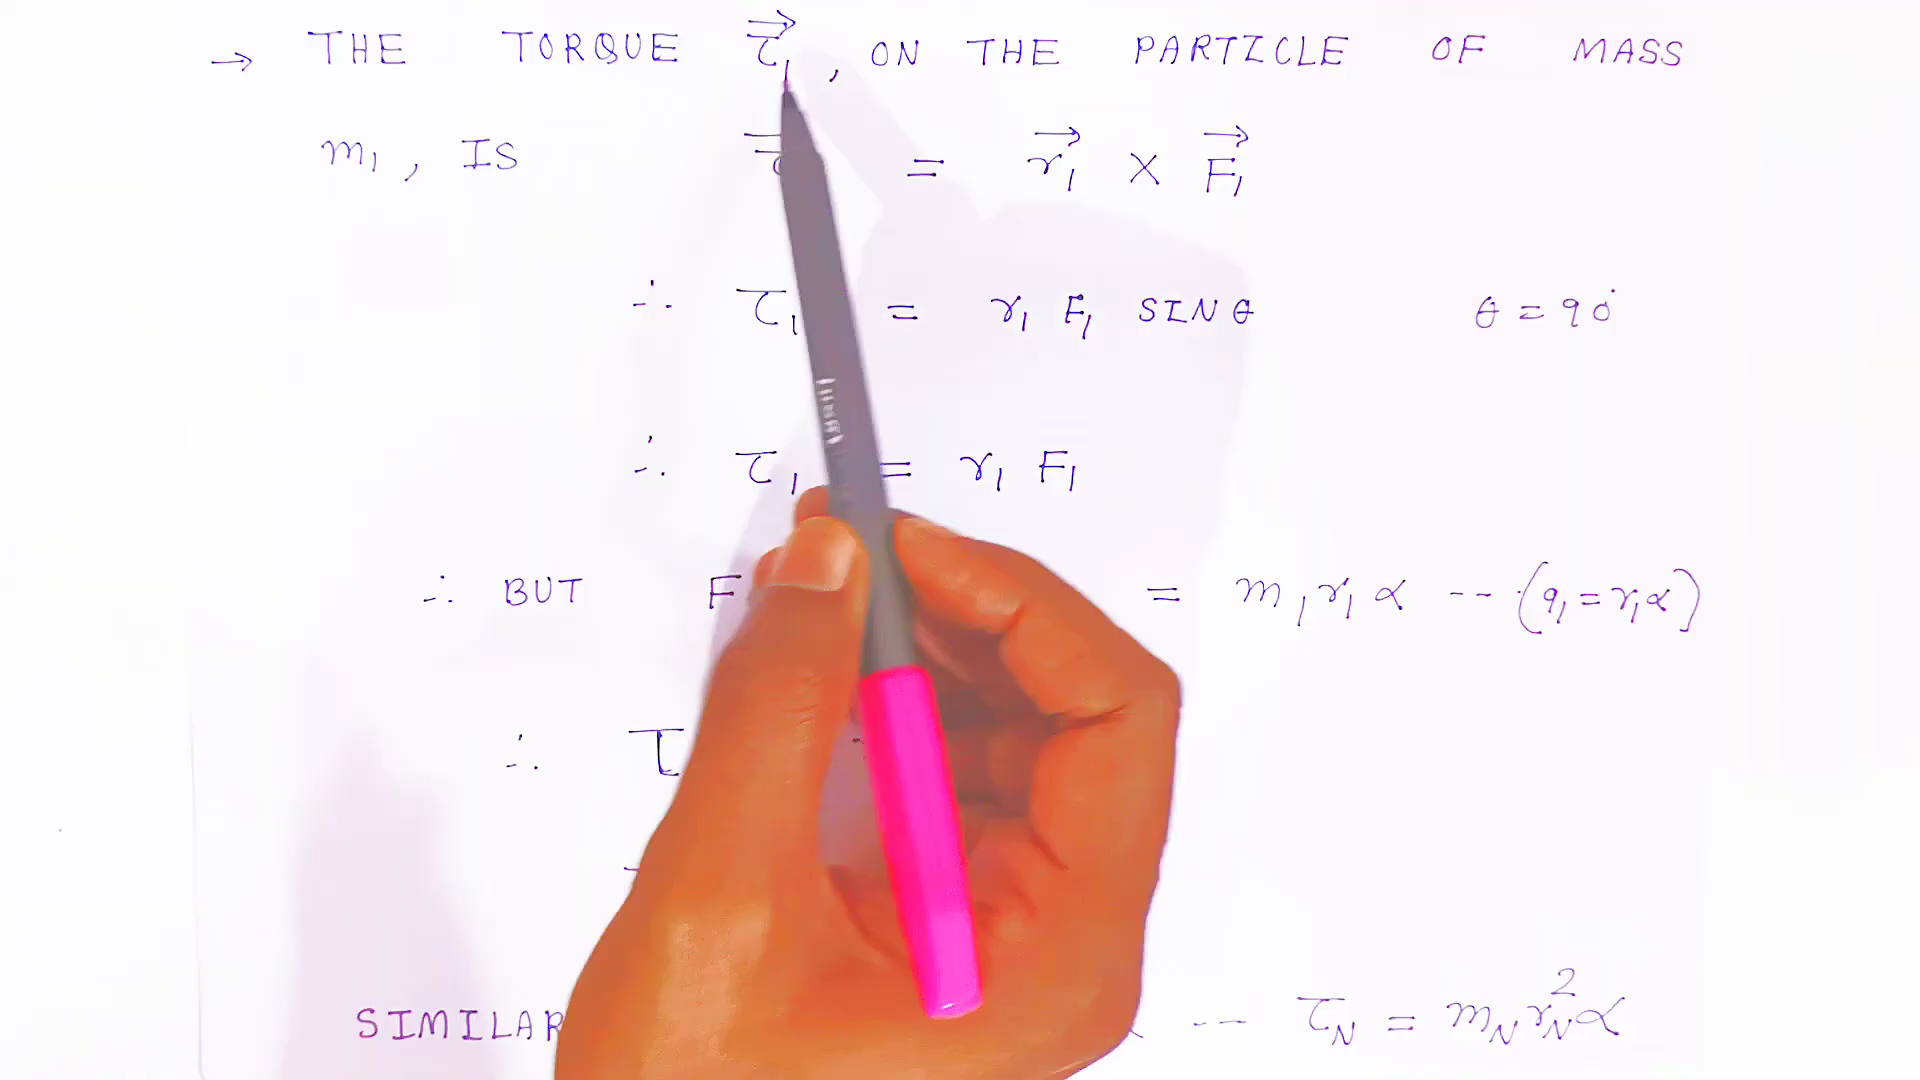 → THE TORQUE τ⃗₁, ON THE PARTICLE OF MASS
m₁, IS = r⃗₁ × F⃗₁
∴ τ₁ = r₁ F₁ SIN θ θ = 90°
∴ τ₁ = r₁ F₁
∴ BUT F = m₁ r₁ α -- (a₁ = r₁ α)
∴ τ
SIMILAR -- τ_N = m_N r_N² α